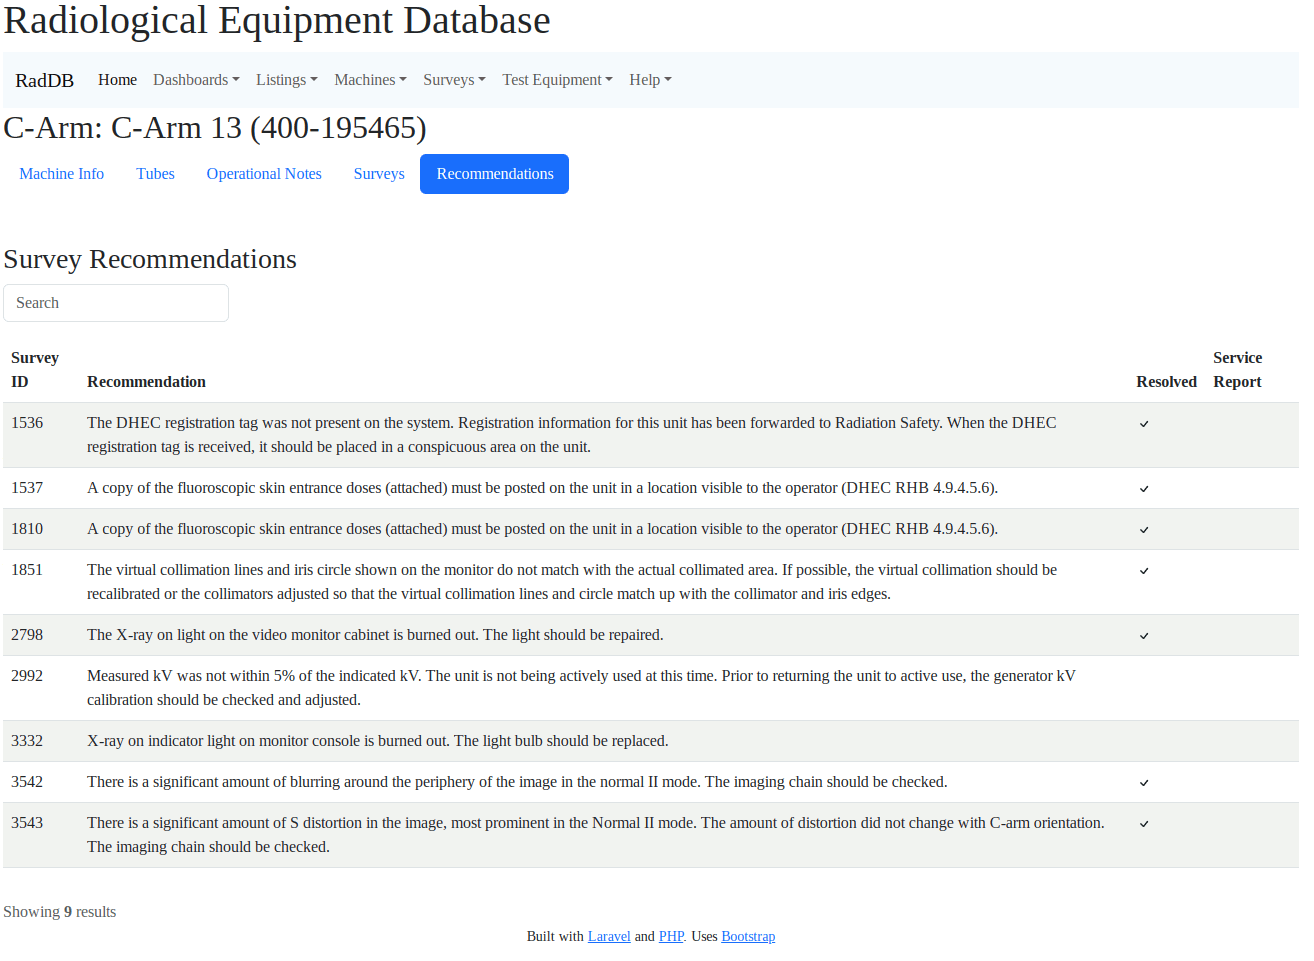 Radiological Equipment Database
RadDB Home Dashboards Listings Machines Surveys Test Equipment Help
C-Arm: C-Arm 13 (400-195465)
Machine Info Tubes Operational Notes Surveys Recommendations
Survey Recommendations
Search
Survey ID Recommendation Resolved Service Report
1536 The DHEC registration tag was not present on the system. Registration information for this unit has been forwarded to Radiation Safety. When the DHEC
registration tag is received, it should be placed in a conspicuous area on the unit.
1537 A copy of the fluoroscopic skin entrance doses (attached) must be posted on the unit in a location visible to the operator (DHEC RHB 4.9.4.5.6).
1810 A copy of the fluoroscopic skin entrance doses (attached) must be posted on the unit in a location visible to the operator (DHEC RHB 4.9.4.5.6).
1851 The virtual collimation lines and iris circle shown on the monitor do not match with the actual collimated area. If possible, the virtual collimation should be
recalibrated or the collimators adjusted so that the virtual collimation lines and circle match up with the collimator and iris edges.
2798 The X-ray on light on the video monitor cabinet is burned out. The light should be repaired.
2992 Measured kV was not within 5% of the indicated kV. The unit is not being actively used at this time. Prior to returning the unit to active use, the generator kV
calibration should be checked and adjusted.
3332 X-ray on indicator light on monitor console is burned out. The light bulb should be replaced.
3542 There is a significant amount of blurring around the periphery of the image in the normal II mode. The imaging chain should be checked.
3543 There is a significant amount of S distortion in the image, most prominent in the Normal II mode. The amount of distortion did not change with C-arm orientation.
The imaging chain should be checked.
Showing 9 results
Built with Laravel and PHP. Uses Bootstrap